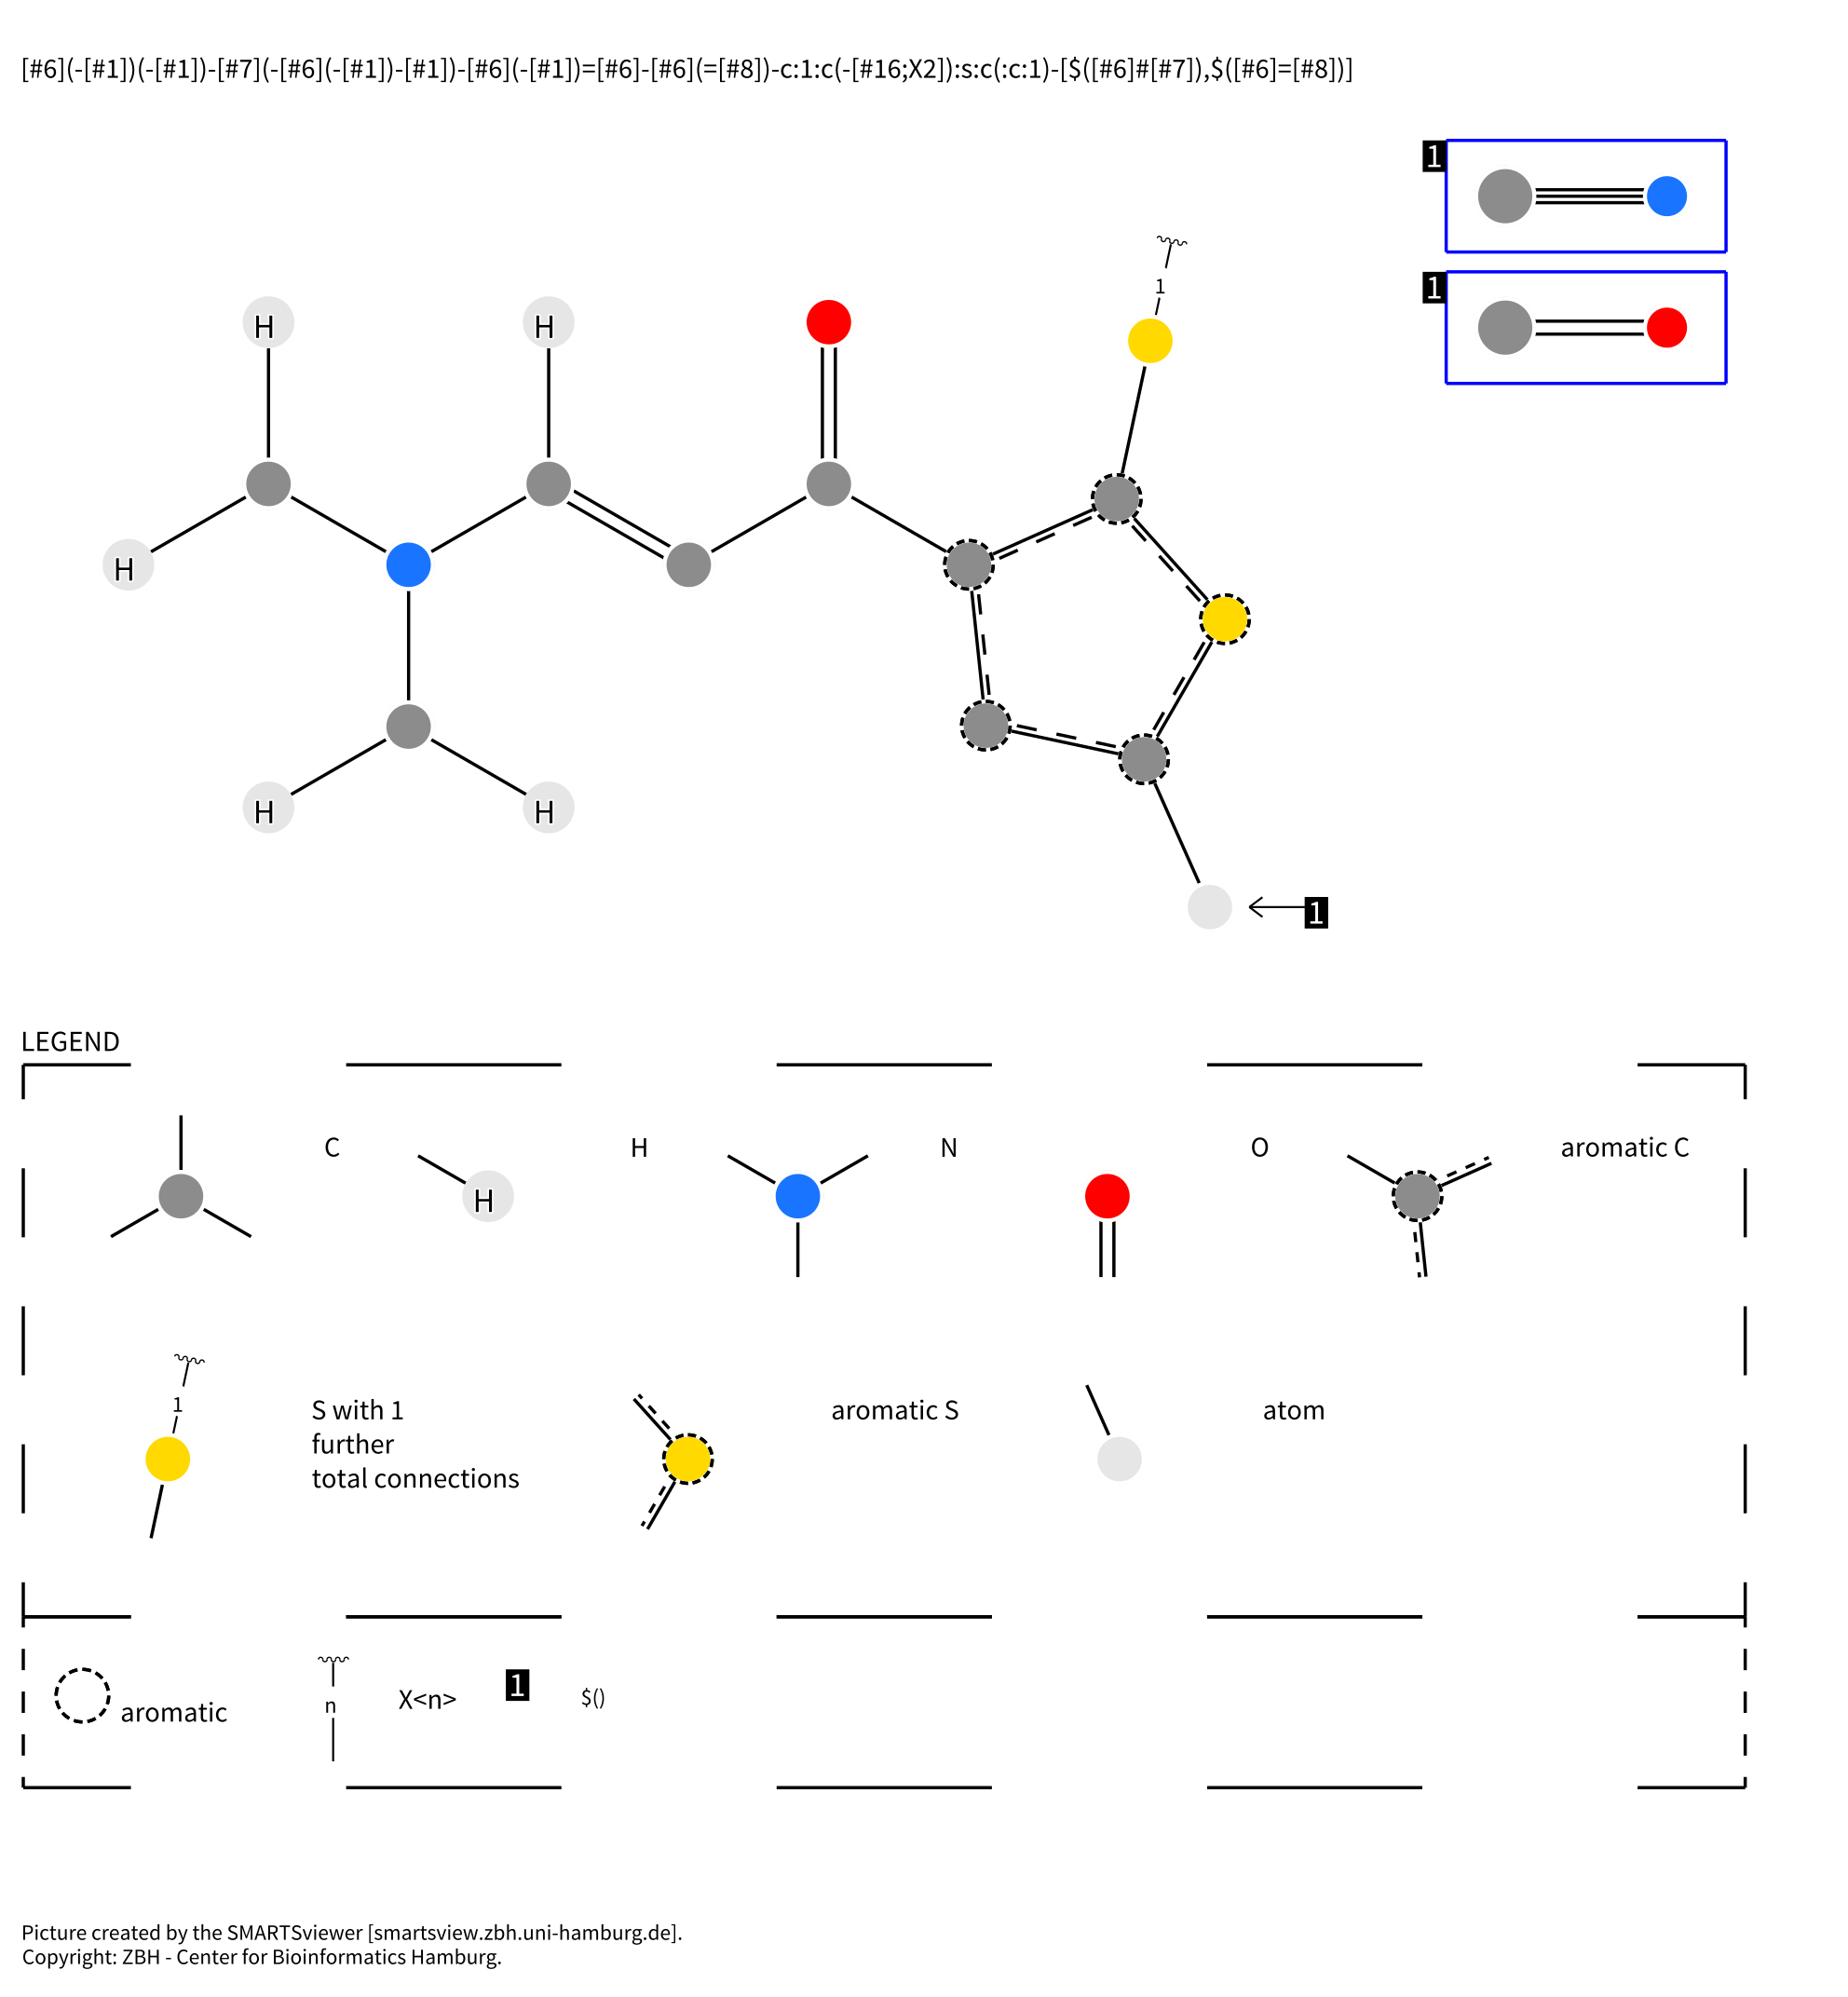 [#6](-[#1])(-[#1])-[#7](-[#6](-[#1])-[#1])-[#6](-[#1])=[#6]-[#6](=[#8])-c:1:c(-[#16;X2]):s:c(:c:1)-[$([#6]#[#7]),$([#6]=[#8])]
1
1
1
H
H
H
H
H
1
LEGEND
C
H
H
N
O
aromatic C
1
S with 1
further
total connections
aromatic S
atom
aromatic
n
X<n>
1
$()
Picture created by the SMARTSviewer [smartsview.zbh.uni-hamburg.de].
Copyright: ZBH - Center for Bioinformatics Hamburg.